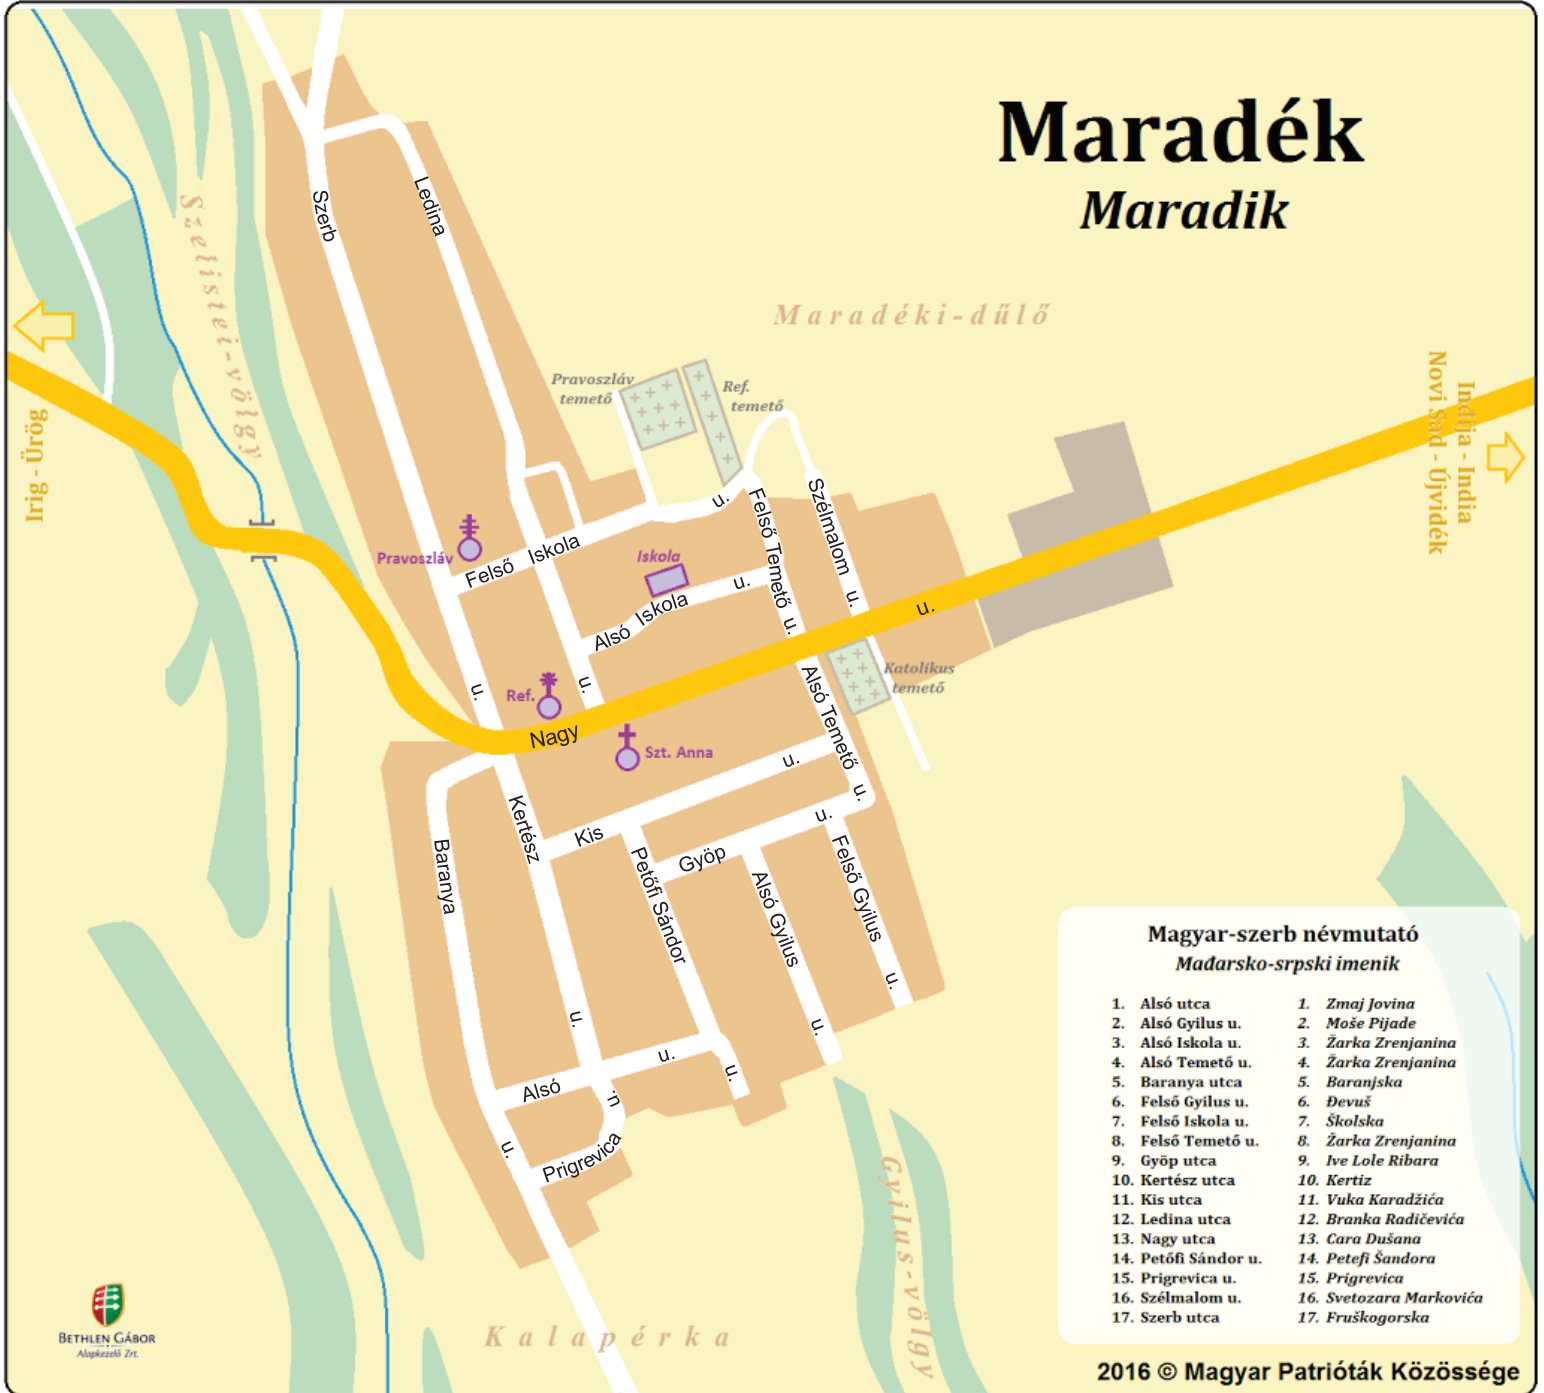 Maradék
Maradik
Szerb
Ledina
Szelistei-völgy
Maradéki-dűlő
Irig - Ürög
Inđija - India
Novi Sad - Újvidék
Pravoszláv
temető
Ref.
temető
Pravoszláv
Felső Iskola u.
Iskola
Alsó Iskola u.
Felső Temető u.
Szélmalom u.
u.
u.
u.
Ref.
Nagy
Szt. Anna
Katolikus
temető
Alsó Temető u.
Kertész u.
Kis u.
Baranya u.
Petőfi Sándor u.
Gyöp u.
Alsó Gyilus u.
Felső Gyilus u.
Alsó u.
Prigrevica u.
Gyilus-völgy
Kalapérka
Magyar-szerb névmutató
Mađarsko-srpski imenik
1. Alsó utca 1. Zmaj Jovina
2. Alsó Gyilus u. 2. Moše Pijade
3. Alsó Iskola u. 3. Žarka Zrenjanina
4. Alsó Temető u. 4. Žarka Zrenjanina
5. Baranya utca 5. Baranjska
6. Felső Gyilus u. 6. Đevuš
7. Felső Iskola u. 7. Školska
8. Felső Temető u. 8. Žarka Zrenjanina
9. Gyöp utca 9. Ive Lole Ribara
10. Kertész utca 10. Kertiz
11. Kis utca 11. Vuka Karadžića
12. Ledina utca 12. Branka Radičevića
13. Nagy utca 13. Cara Dušana
14. Petőfi Sándor u. 14. Petefi Šandora
15. Prigrevica u. 15. Prigrevica
16. Szélmalom u. 16. Svetozara Markovića
17. Szerb utca 17. Fruškogorska
BETHLEN GÁBOR
Alapkezelő Zrt.
2016 © Magyar Patrióták Közössége